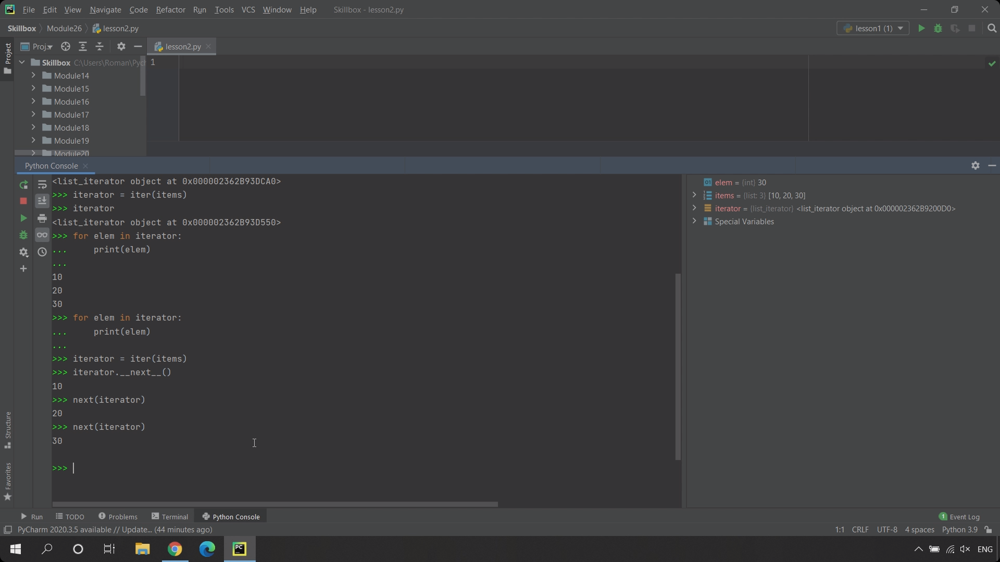 PC File Edit View Navigate Code Refactor Run Tools VCS Window Help Skillbox - lesson2.py
Skillbox Module26 lesson2.py lesson1 (1)
Project
Proj... lesson2.py
Skillbox C:\Users\Roman\Pych
1
Module14
Module15
Module16
Module17
Module18
Module19
Module20
Python Console
<list_iterator object at 0x000002362B93DCA0>
>>> iterator = iter(items)
>>> iterator
<list_iterator object at 0x000002362B93D550>
>>> for elem in iterator:
... print(elem)
...
10
20
30
>>> for elem in iterator:
... print(elem)
...
>>> iterator = iter(items)
>>> iterator.__next__()
10
>>> next(iterator)
20
>>> next(iterator)
30
>>>
elem = {int} 30
items = {list: 3} [10, 20, 30]
iterator = {list_iterator} <list_iterator object at 0x000002362B9200D0>
Special Variables
Structure
Favorites
Run TODO Problems Terminal Python Console 1 Event Log
PyCharm 2020.3.5 available // Update... (44 minutes ago) 1:1 CRLF UTF-8 4 spaces Python 3.9
PC ENG